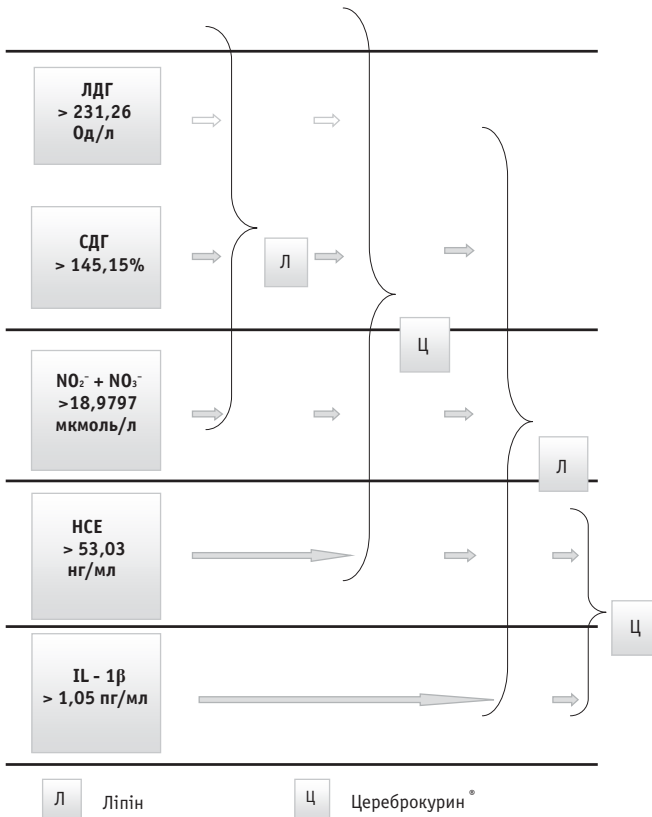 ЛДГ
> 231,26
Од/л
СДГ
> 145,15%
Л
Ц
NO₂⁻ + NO₃⁻
>18,9797
мкмоль/л
Л
НСЕ
> 53,03
нг/мл
Ц
IL - 1β
> 1,05 пг/мл
Л Ліпін
Ц Цереброкурин®